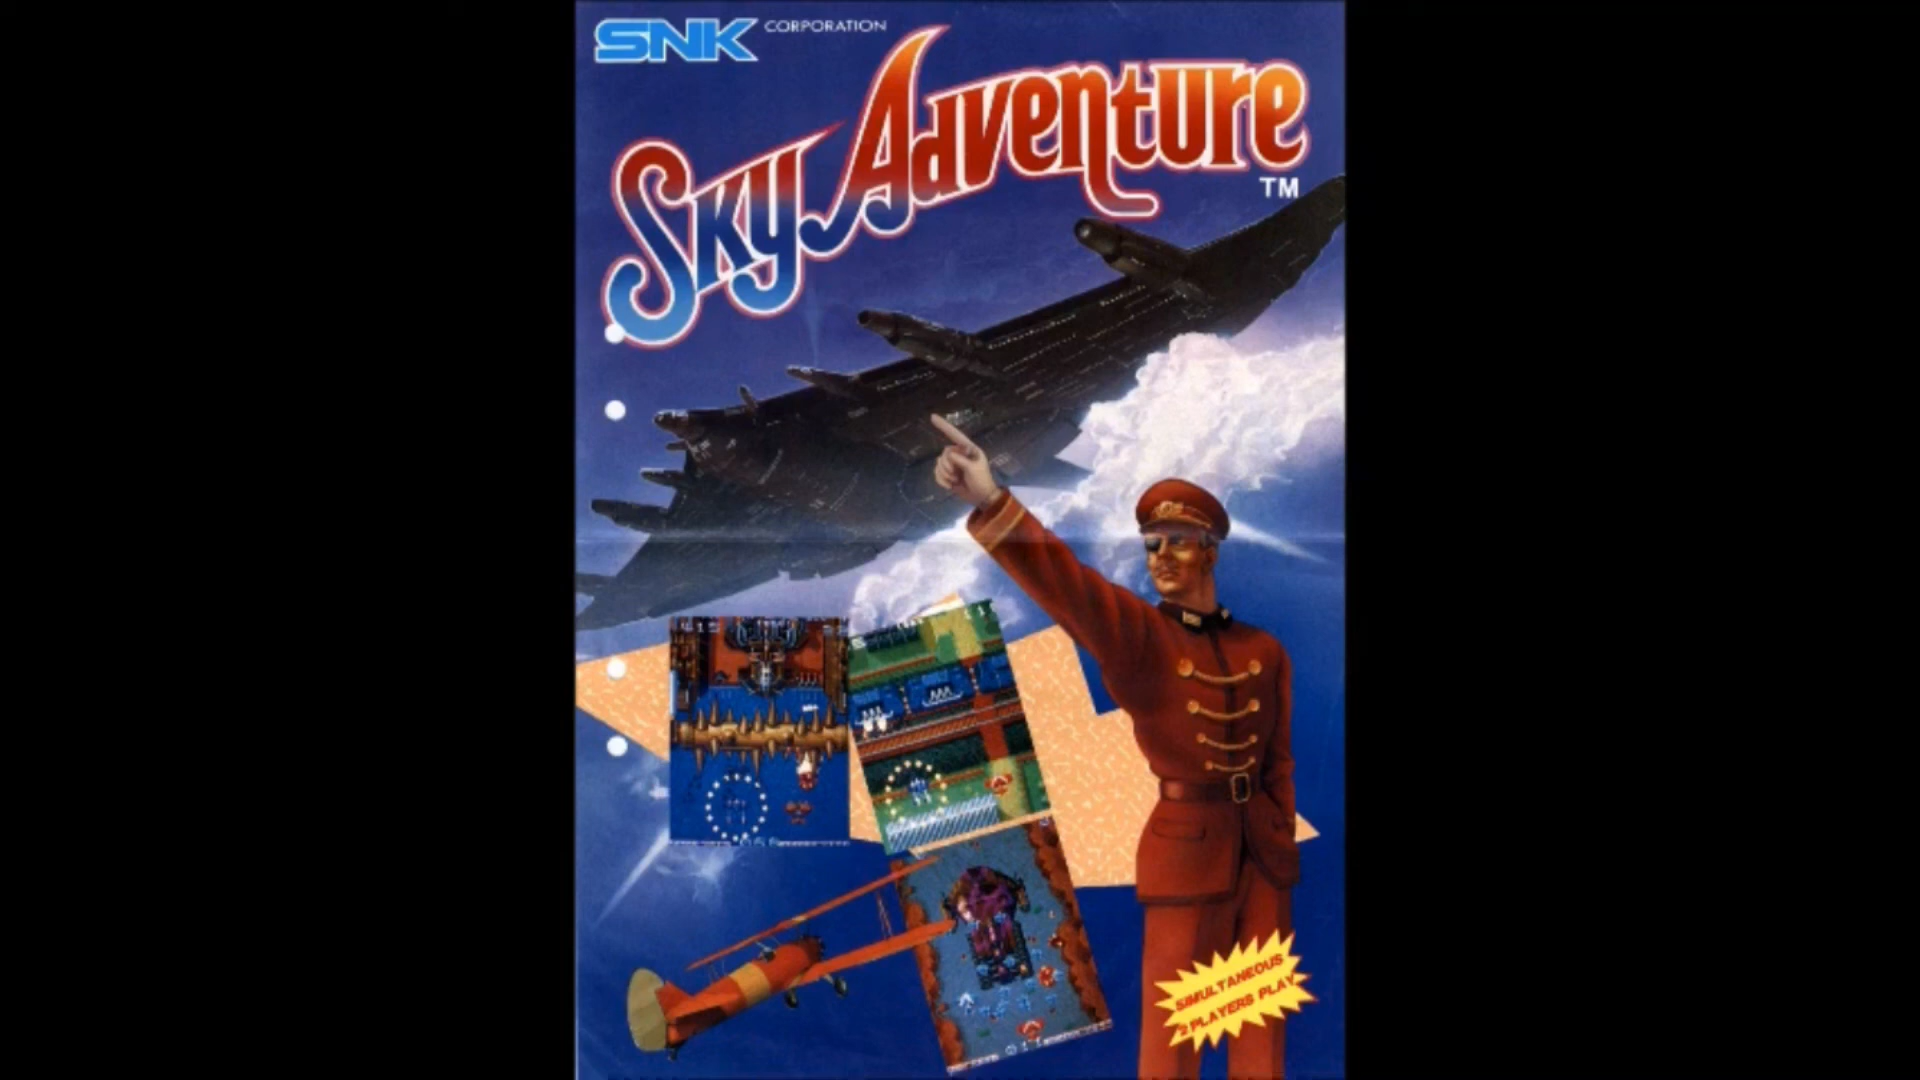 SNK CORPORATION
Sky Adventure
TM
SIMULTANEOUS
2 PLAYERS PLAY